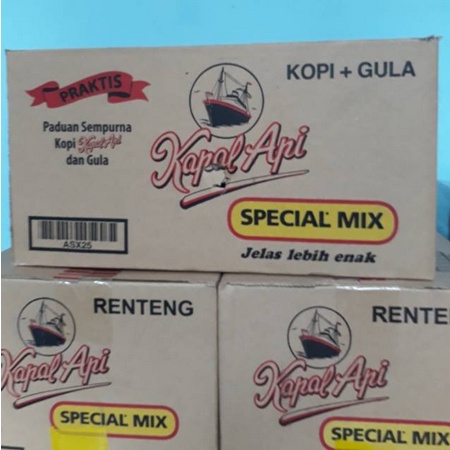 PRAKTIS
KOPI + GULA
Paduan Sempurna
Kopi Kapal Api
dan Gula
Kapal Api
SPECIAL MIX
Jelas lebih enak
ASX25
RENTENG
Kapal Api
SPECIAL MIX
RENTE
Kapal Api
SPECIAL MIX